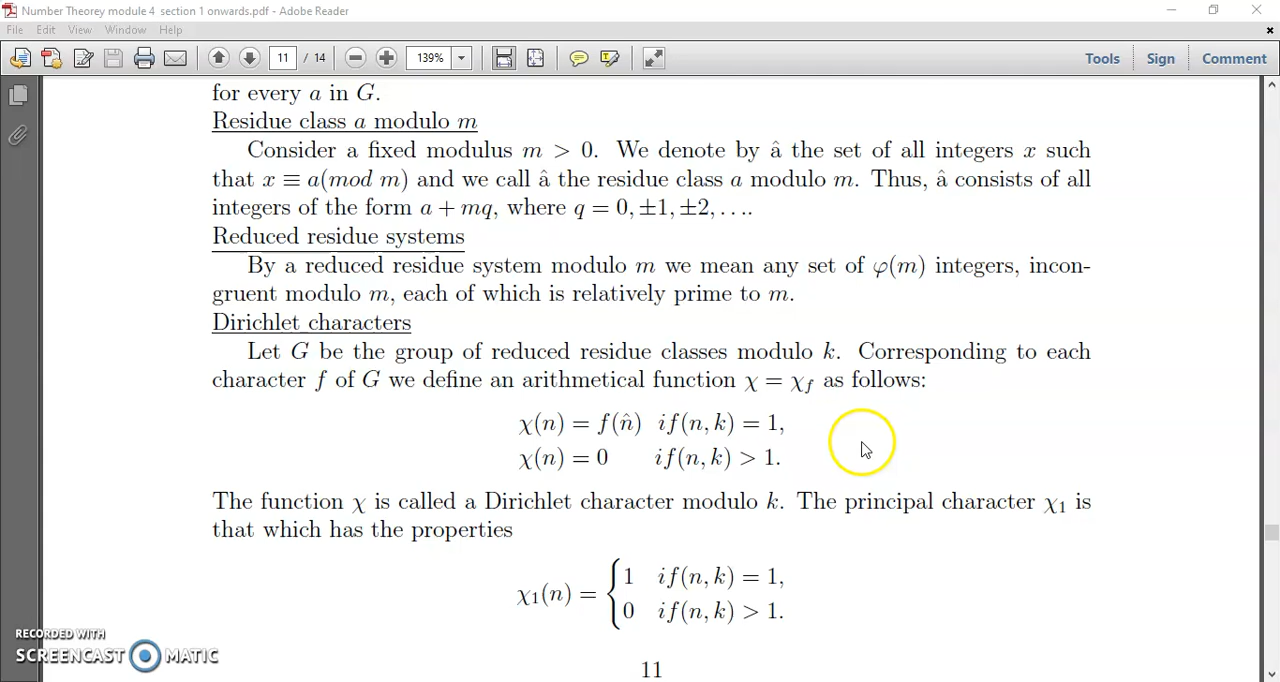 Number Theorey module 4 section 1 onwards.pdf - Adobe Reader
File Edit View Window Help
11 / 14 139% Tools Sign Comment
for every a in G.
Residue class a modulo m
Consider a fixed modulus m > 0. We denote by â the set of all integers x such
that x ≡ a(mod m) and we call â the residue class a modulo m. Thus, â consists of all
integers of the form a + mq, where q = 0, ±1, ±2, . . ..
Reduced residue systems
By a reduced residue system modulo m we mean any set of φ(m) integers, incon-
gruent modulo m, each of which is relatively prime to m.
Dirichlet characters
Let G be the group of reduced residue classes modulo k. Corresponding to each
character f of G we define an arithmetical function χ = χf as follows:
χ(n) = f(n̂) if(n, k) = 1,
χ(n) = 0 if(n, k) > 1.
The function χ is called a Dirichlet character modulo k. The principal character χ1 is
that which has the properties
χ1(n) = { 1 if(n, k) = 1,
0 if(n, k) > 1.
RECORDED WITH
SCREENCAST MATIC
11